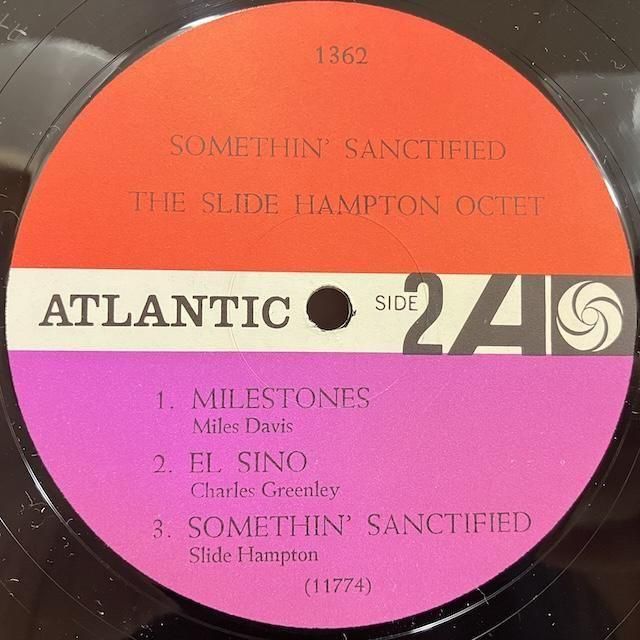 1362
SOMETHIN' SANCTIFIED
THE SLIDE HAMPTON OCTET
ATLANTIC SIDE 2 A
1. MILESTONES
Miles Davis
2. EL SINO
Charles Greenley
3. SOMETHIN' SANCTIFIED
Slide Hampton
(11774)